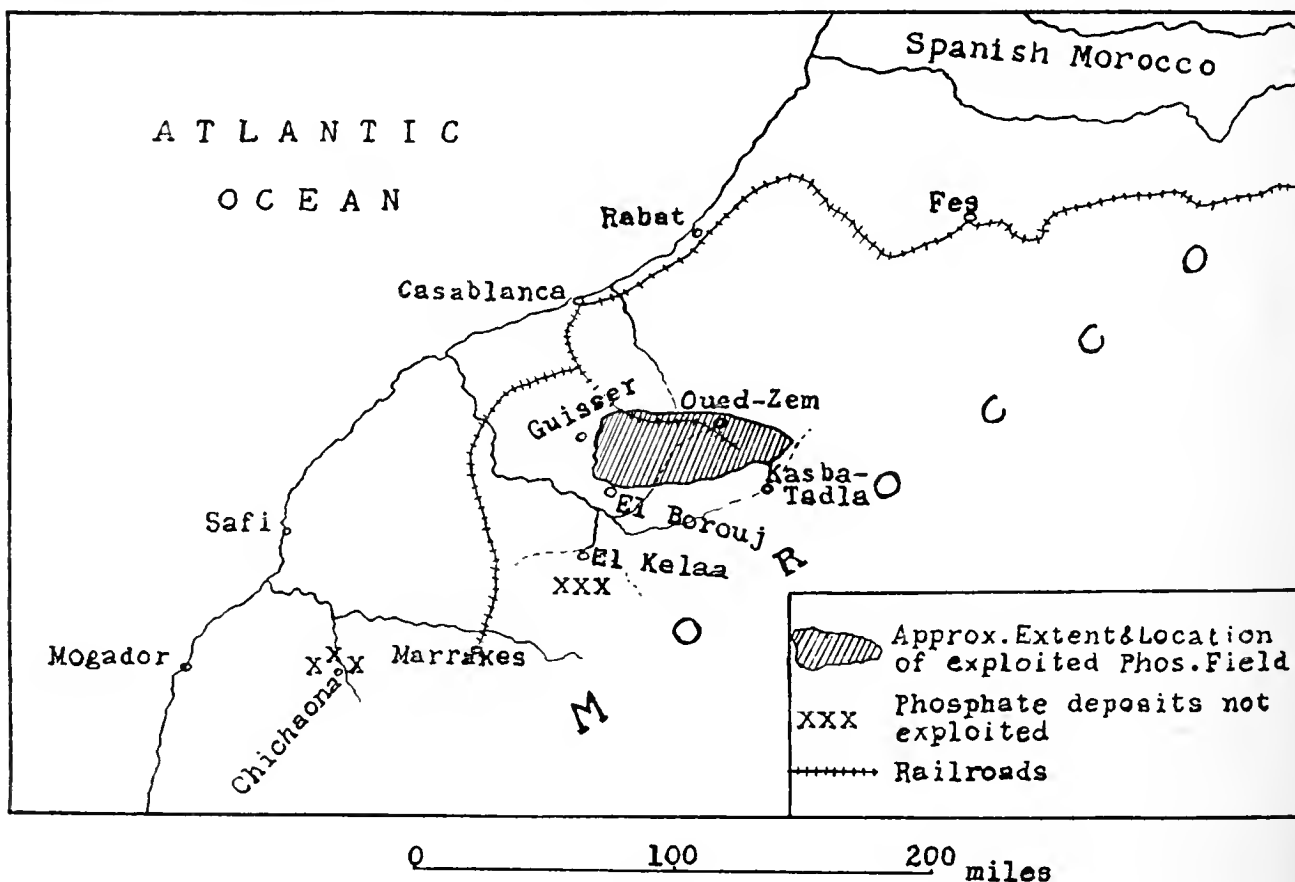 Spanish Morocco
ATLANTIC
OCEAN
Rabat
Fes
Casablanca
Guisser
Oued-Zem
Kasba-
Tadla
El Borouj
Safi
El Kelaa
XXX
Mogador
XXX
Marrakes
Chichaona
MOROCCO
Approx.Extent&Location
of exploited Phos.Field
XXX Phosphate deposits not
exploited
Railroads
0 100 200 miles